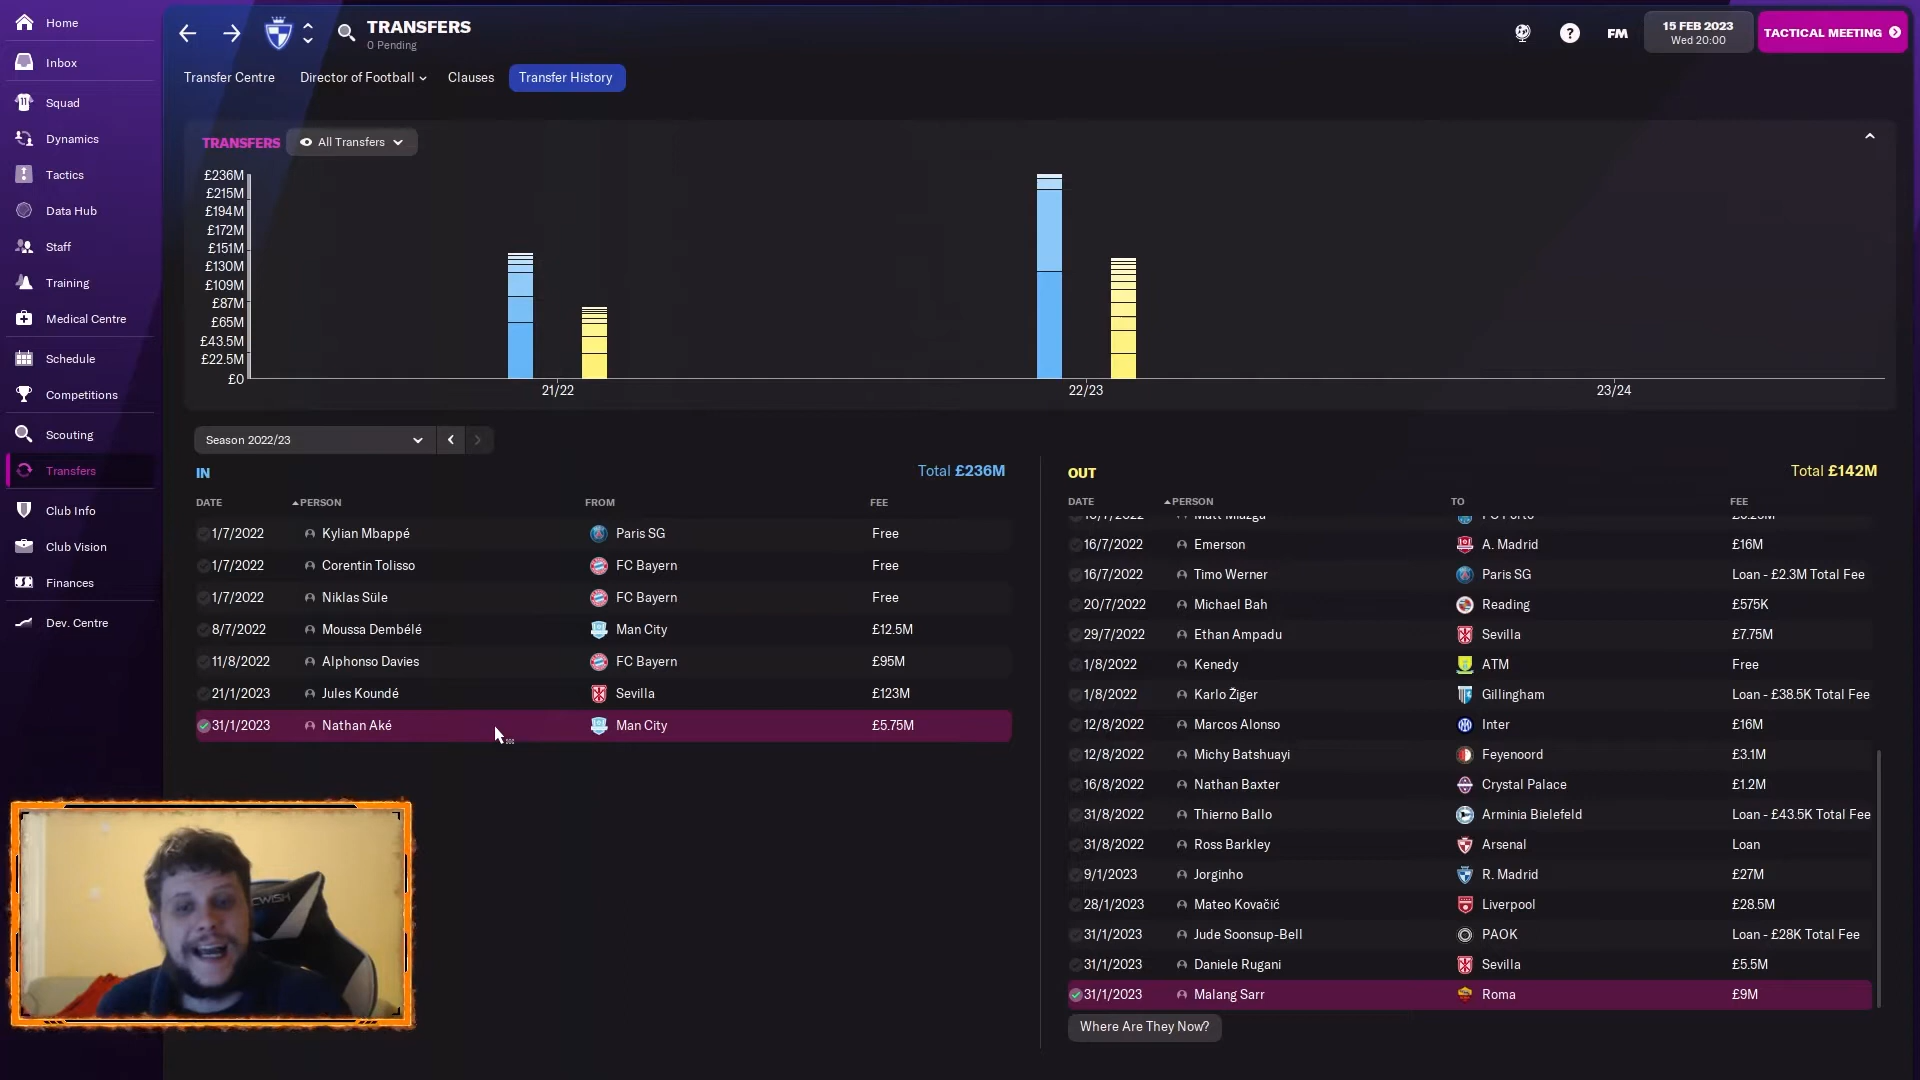 Home
Inbox
Squad
Dynamics
Tactics
Data Hub
Staff
Training
Medical Centre
Schedule
Competitions
Scouting
Transfers
Club Info
Club Vision
Finances
Dev. Centre
TRANSFERS
0 Pending
FM
15 FEB 2023
Wed 20:00
TACTICAL MEETING
Transfer Centre
Director of Football
Clauses
Transfer History
TRANSFERS
All Transfers
£236M
£215M
£194M
£172M
£151M
£130M
£109M
£87M
£65M
£43.5M
£22.5M
£0
21/22
22/23
23/24
Season 2022/23
IN
Total £236M
DATE PERSON FROM FEE
1/7/2022 Kylian Mbappé Paris SG Free
1/7/2022 Corentin Tolisso FC Bayern Free
1/7/2022 Niklas Süle FC Bayern Free
8/7/2022 Moussa Dembélé Man City £12.5M
11/8/2022 Alphonso Davies FC Bayern £95M
21/1/2023 Jules Koundé Sevilla £123M
31/1/2023 Nathan Aké Man City £5.75M
OUT
Total £142M
DATE PERSON TO FEE
Matt Miazga FC Porto
16/7/2022 Emerson A. Madrid £16M
16/7/2022 Timo Werner Paris SG Loan - £2.3M Total Fee
20/7/2022 Michael Bah Reading £575K
29/7/2022 Ethan Ampadu Sevilla £7.75M
1/8/2022 Kenedy ATM Free
1/8/2022 Karlo Žiger Gillingham Loan - £38.5K Total Fee
12/8/2022 Marcos Alonso Inter £16M
12/8/2022 Michy Batshuayi Feyenoord £3.1M
16/8/2022 Nathan Baxter Crystal Palace £1.2M
31/8/2022 Thierno Ballo Arminia Bielefeld Loan - £43.5K Total Fee
31/8/2022 Ross Barkley Arsenal Loan
9/1/2023 Jorginho R. Madrid £27M
28/1/2023 Mateo Kovačić Liverpool £28.5M
31/1/2023 Jude Soonsup-Bell PAOK Loan - £28K Total Fee
31/1/2023 Daniele Rugani Sevilla £5.5M
31/1/2023 Malang Sarr Roma £9M
Where Are They Now?